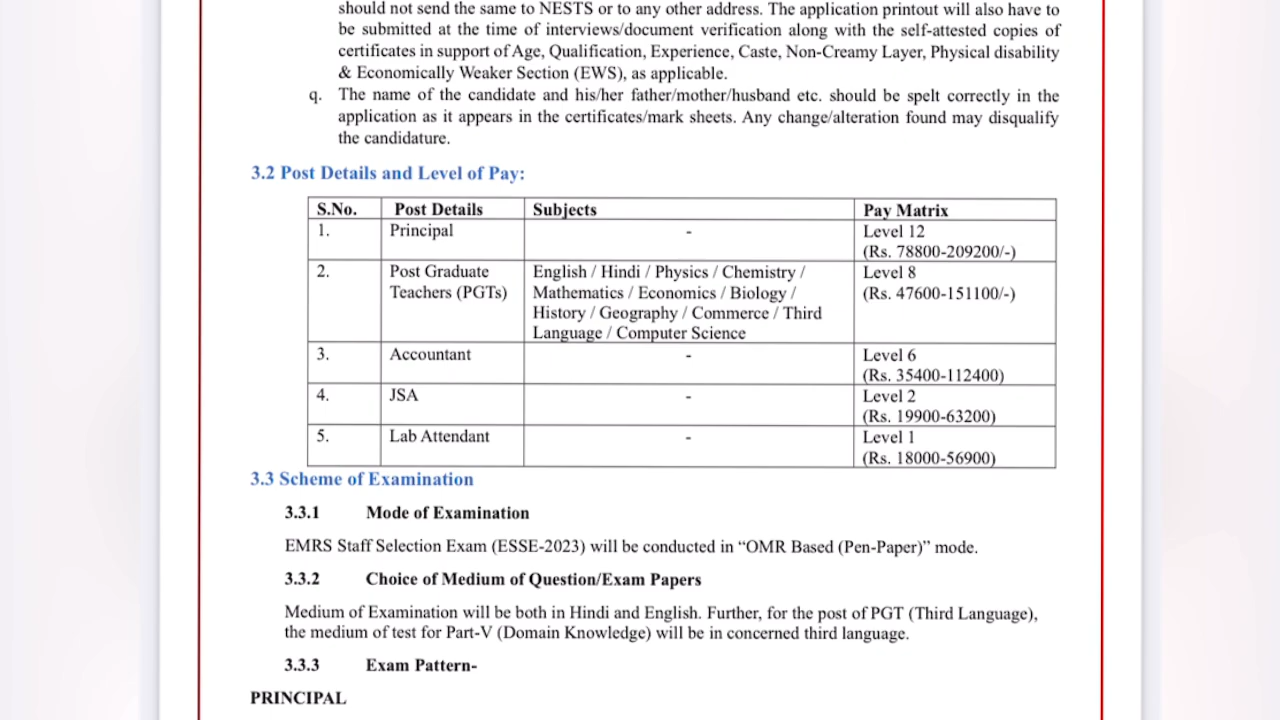 should not send the same to NESTS or to any other address. The application printout will also have to
be submitted at the time of interviews/document verification along with the self-attested copies of
certificates in support of Age, Qualification, Experience, Caste, Non-Creamy Layer, Physical disability
& Economically Weaker Section (EWS), as applicable.
q. The name of the candidate and his/her father/mother/husband etc. should be spelt correctly in the
application as it appears in the certificates/mark sheets. Any change/alteration found may disqualify
the candidature.
3.2 Post Details and Level of Pay:
S.No. Post Details Subjects Pay Matrix
1. Principal - Level 12
(Rs. 78800-209200/-)
2. Post Graduate English / Hindi / Physics / Chemistry / Level 8
Teachers (PGTs) Mathematics / Economics / Biology / (Rs. 47600-151100/-)
History / Geography / Commerce / Third
Language / Computer Science
3. Accountant - Level 6
(Rs. 35400-112400)
4. JSA - Level 2
(Rs. 19900-63200)
5. Lab Attendant - Level 1
(Rs. 18000-56900)
3.3 Scheme of Examination
3.3.1 Mode of Examination
EMRS Staff Selection Exam (ESSE-2023) will be conducted in “OMR Based (Pen-Paper)” mode.
3.3.2 Choice of Medium of Question/Exam Papers
Medium of Examination will be both in Hindi and English. Further, for the post of PGT (Third Language),
the medium of test for Part-V (Domain Knowledge) will be in concerned third language.
3.3.3 Exam Pattern-
PRINCIPAL